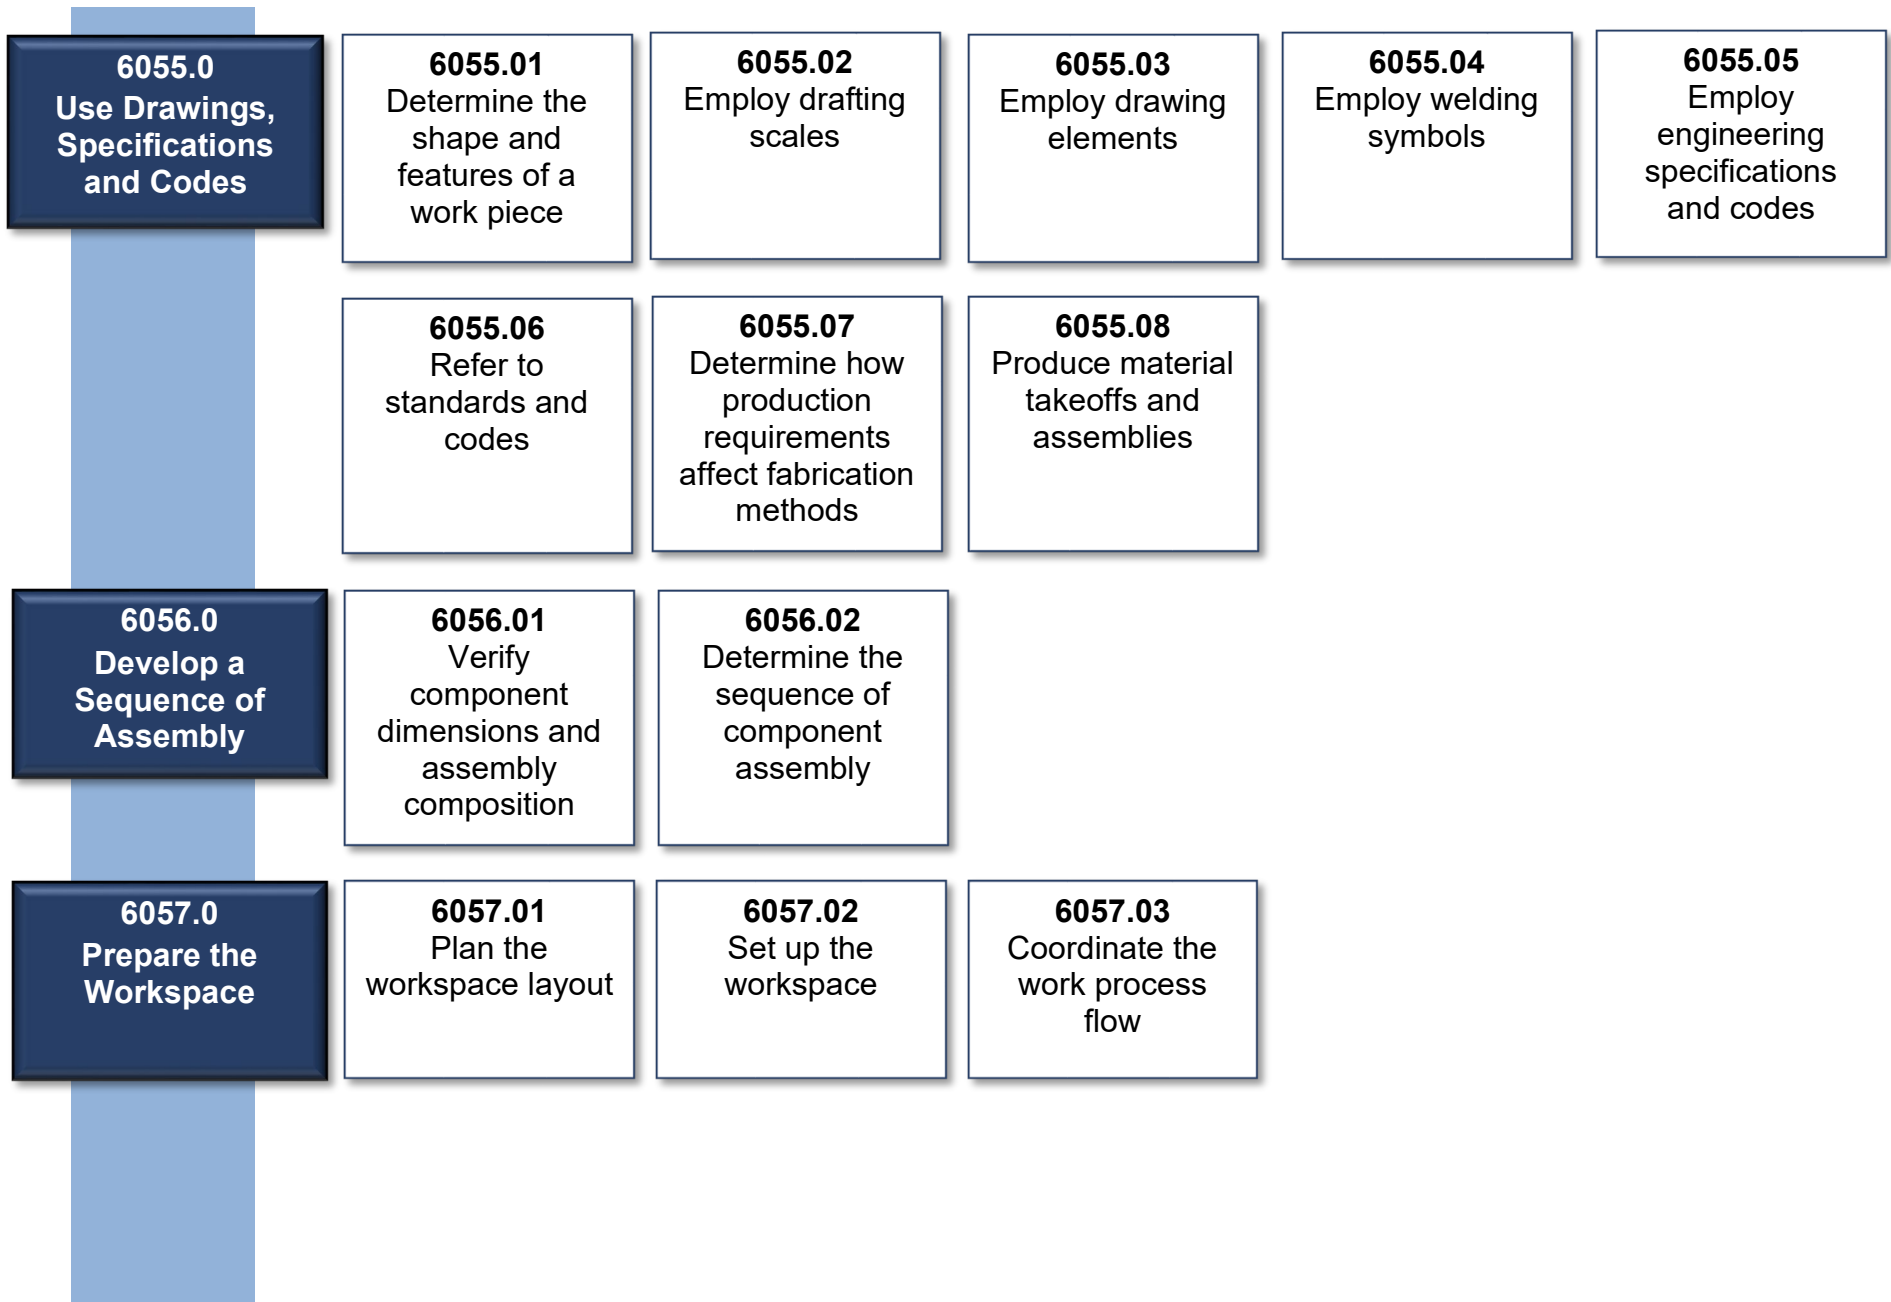 6055.0
Use Drawings,
Specifications
and Codes
6055.01
Determine the
shape and
features of a
work piece
6055.02
Employ drafting
scales
6055.03
Employ drawing
elements
6055.04
Employ welding
symbols
6055.05
Employ
engineering
specifications
and codes
6055.06
Refer to
standards and
codes
6055.07
Determine how
production
requirements
affect fabrication
methods
6055.08
Produce material
takeoffs and
assemblies
6056.0
Develop a
Sequence of
Assembly
6056.01
Verify
component
dimensions and
assembly
composition
6056.02
Determine the
sequence of
component
assembly
6057.0
Prepare the
Workspace
6057.01
Plan the
workspace layout
6057.02
Set up the
workspace
6057.03
Coordinate the
work process
flow